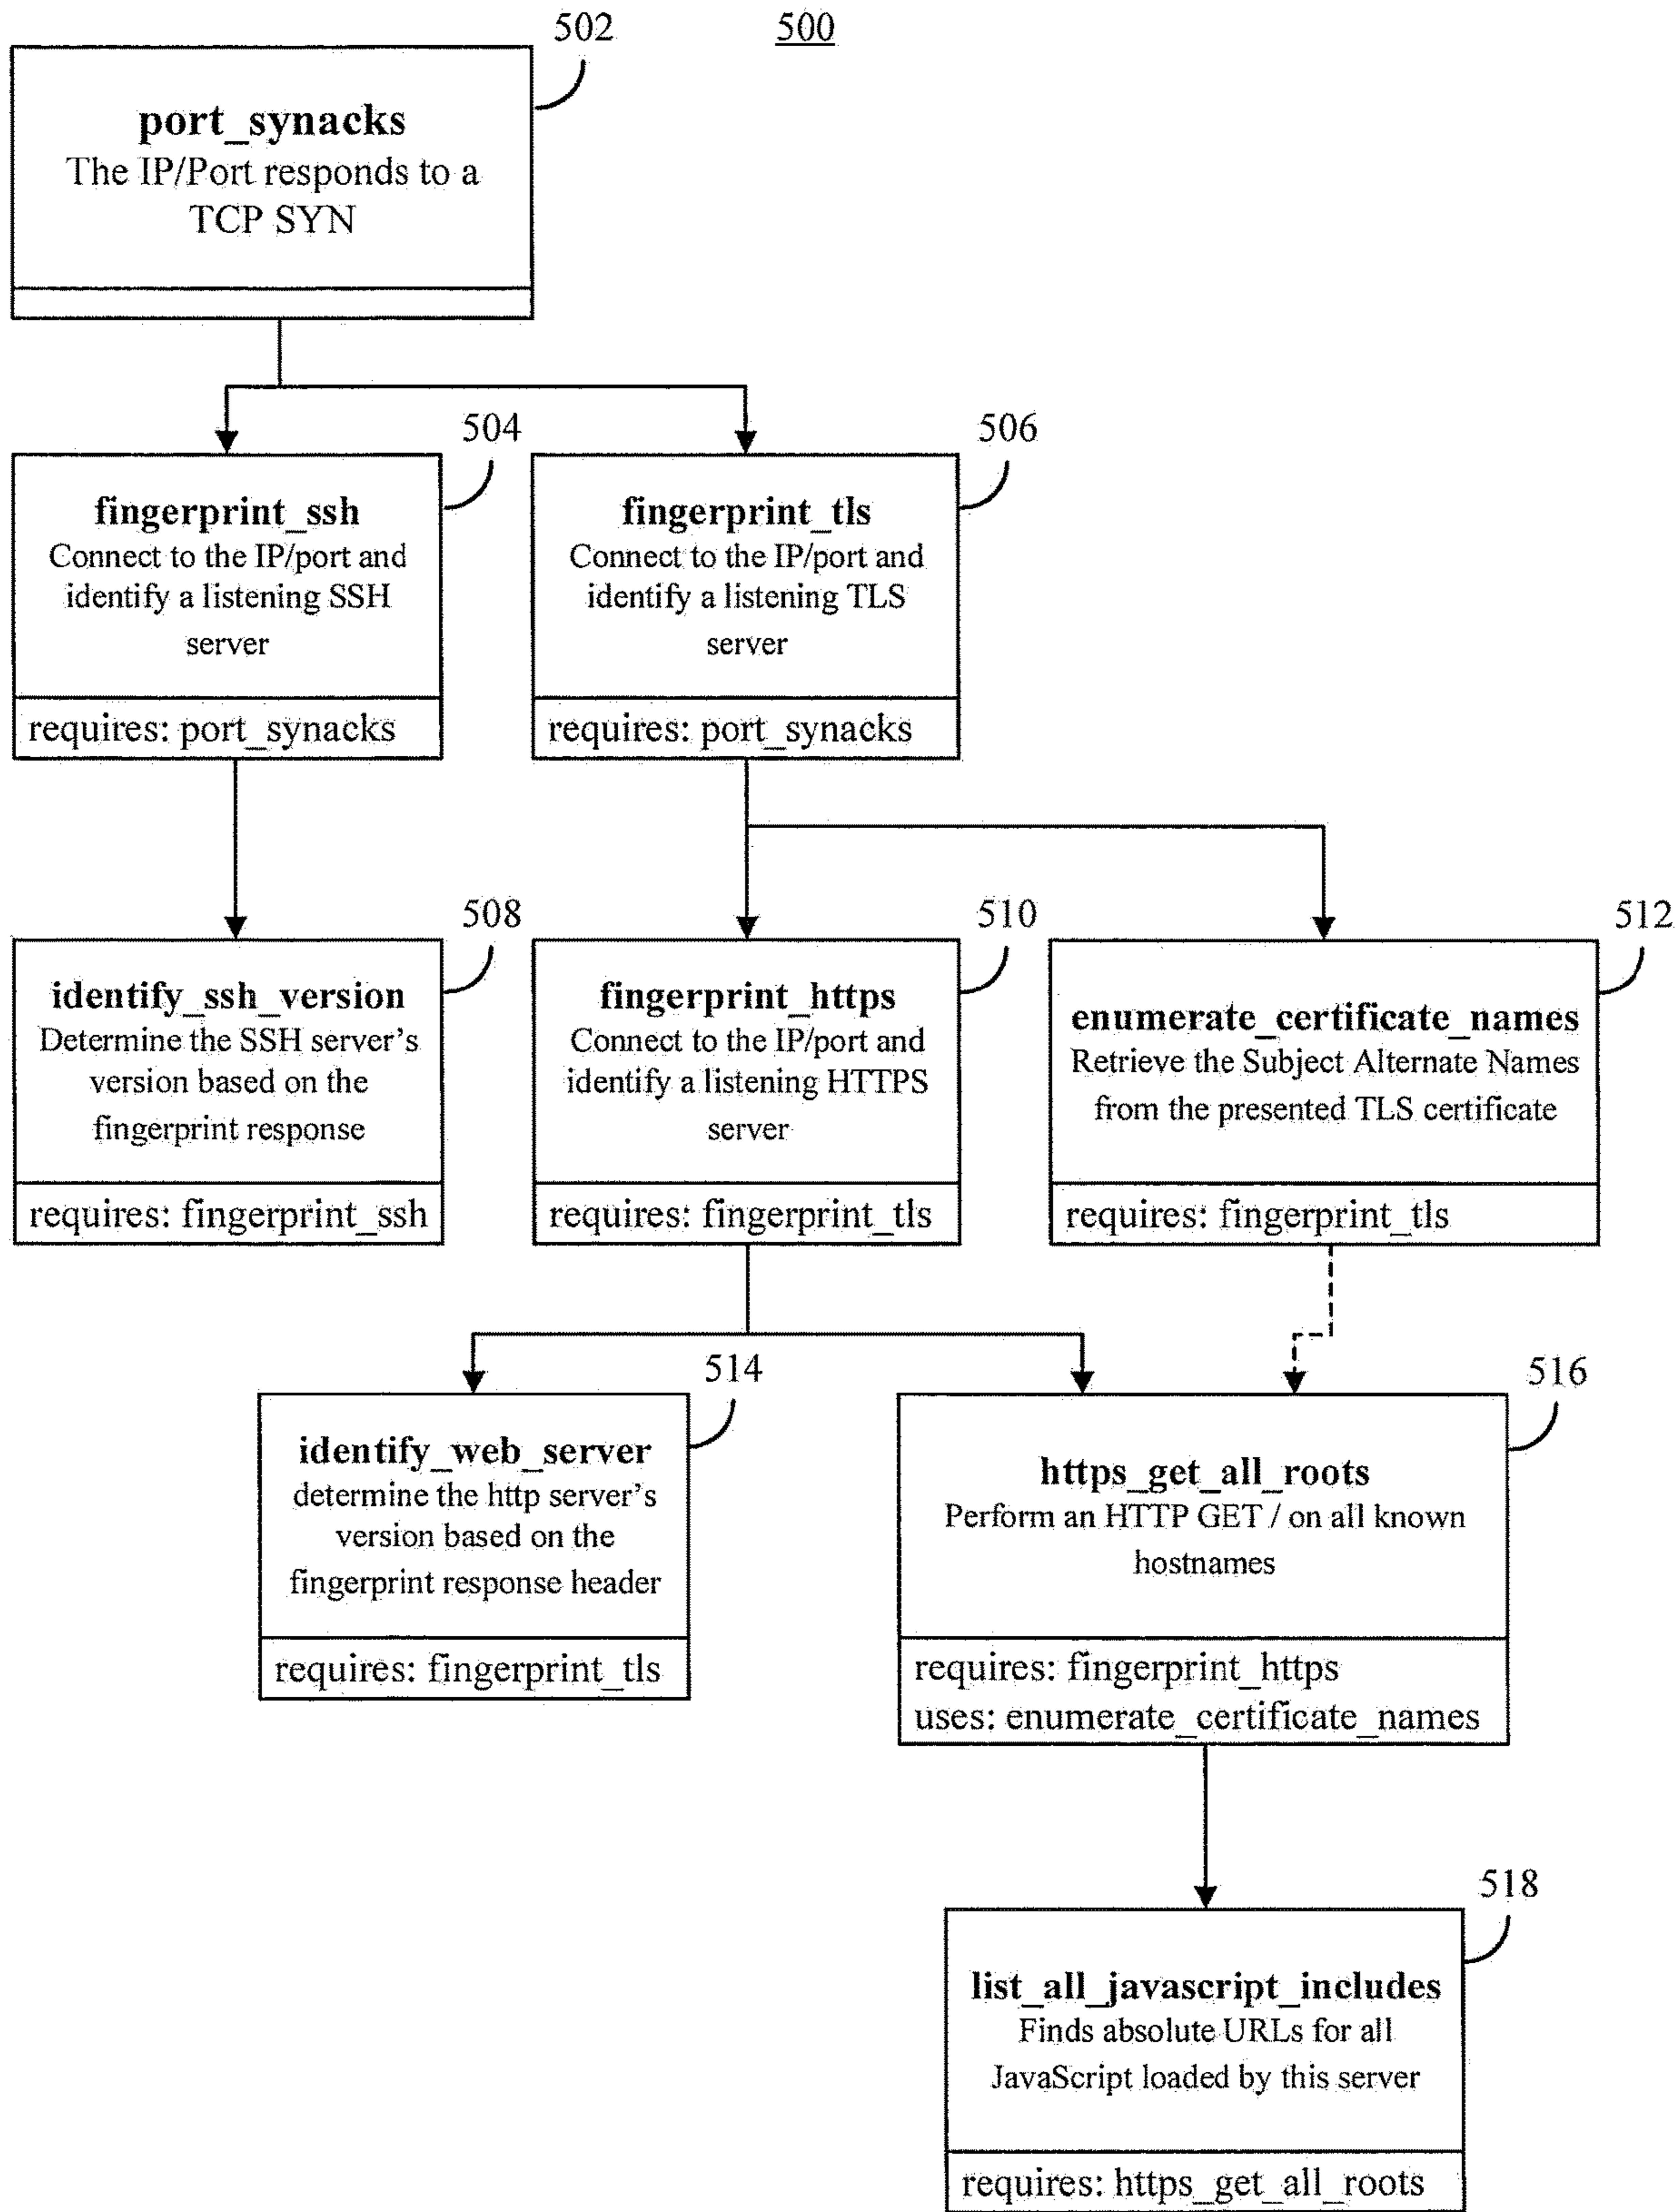 500
502
port_synacks
The IP/Port responds to a
TCP SYN
504
fingerprint_ssh
Connect to the IP/port and
identify a listening SSH
server
requires: port_synacks
506
fingerprint_tls
Connect to the IP/port and
identify a listening TLS
server
requires: port_synacks
508
identify_ssh_version
Determine the SSH server's
version based on the
fingerprint response
requires: fingerprint_ssh
510
fingerprint_https
Connect to the IP/port and
identify a listening HTTPS
server
requires: fingerprint_tls
512
enumerate_certificate_names
Retrieve the Subject Alternate Names
from the presented TLS certificate
requires: fingerprint_tls
514
identify_web_server
determine the http server's
version based on the
fingerprint response header
requires: fingerprint_tls
516
https_get_all_roots
Perform an HTTP GET / on all known
hostnames
requires: fingerprint_https
uses: enumerate_certificate_names
518
list_all_javascript_includes
Finds absolute URLs for all
JavaScript loaded by this server
requires: https_get_all_roots